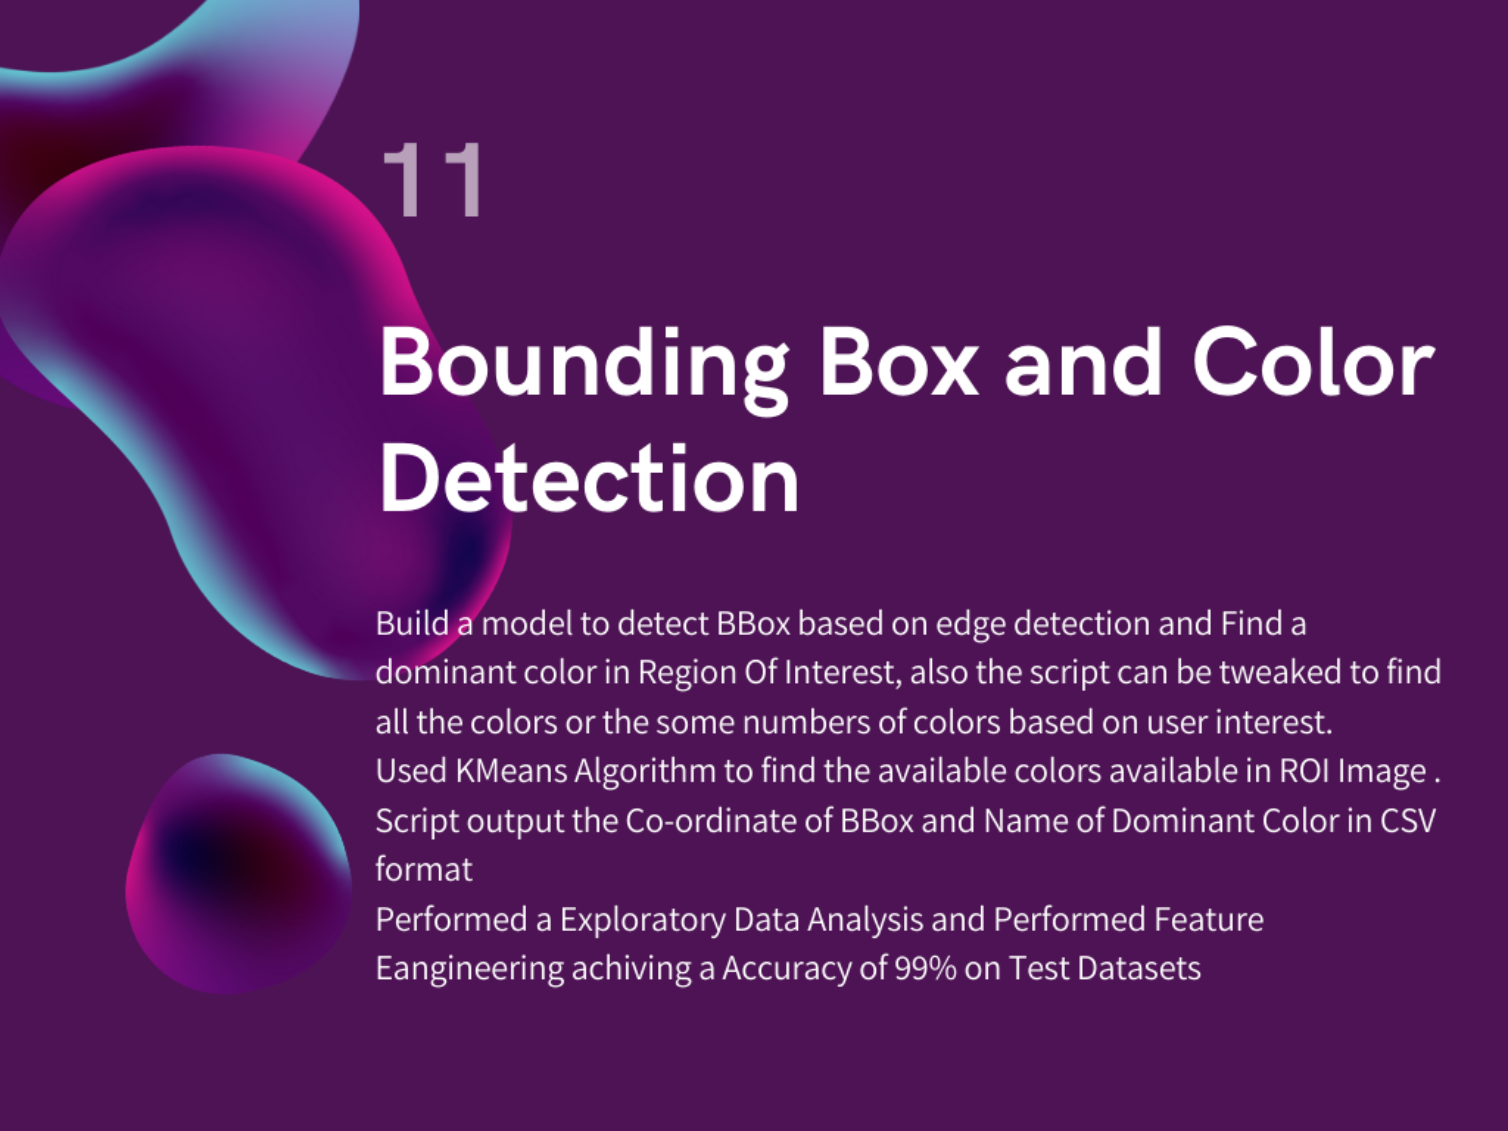 11
Bounding Box and Color
Detection
Build a model to detect BBox based on edge detection and Find a
dominant color in Region Of Interest, also the script can be tweaked to find
all the colors or the some numbers of colors based on user interest.
Used KMeans Algorithm to find the available colors available in ROI Image .
Script output the Co-ordinate of BBox and Name of Dominant Color in CSV
format
Performed a Exploratory Data Analysis and Performed Feature
Eangineering achiving a Accuracy of 99% on Test Datasets